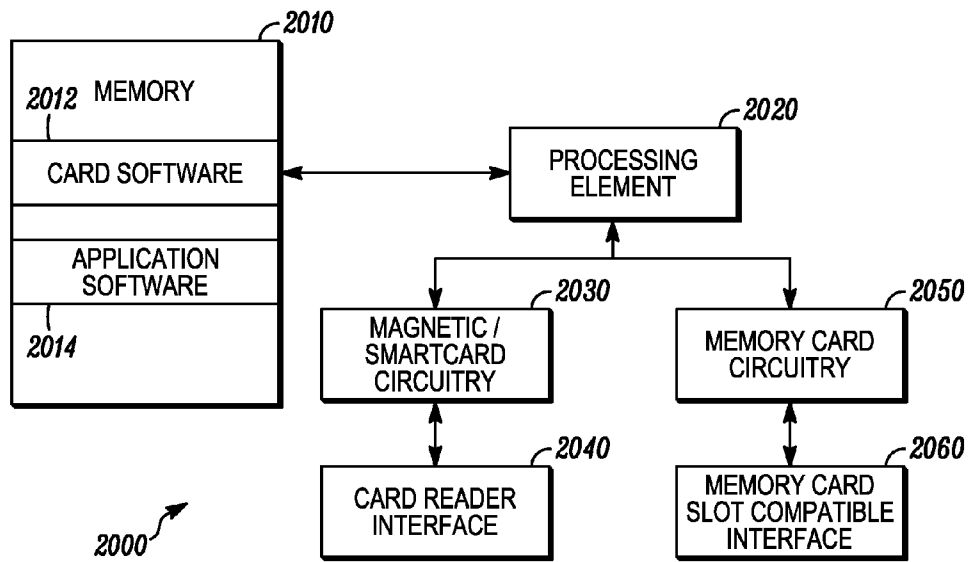 2010
MEMORY
2012
CARD SOFTWARE
APPLICATION
SOFTWARE
2014
2020
PROCESSING
ELEMENT
2030
MAGNETIC /
SMARTCARD
CIRCUITRY
2050
MEMORY CARD
CIRCUITRY
2040
CARD READER
INTERFACE
2060
MEMORY CARD
SLOT COMPATIBLE
INTERFACE
2000